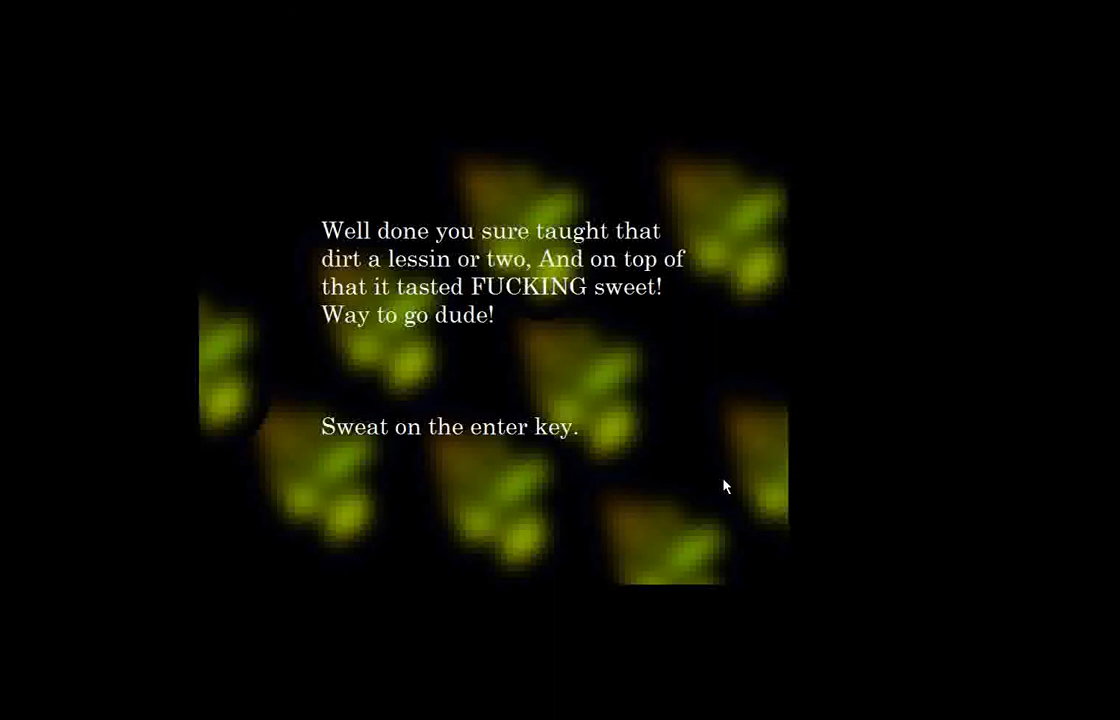 Well done you sure taught that
dirt a lessin or two, And on top of
that it tasted FUCKING sweet!
Way to go dude!
Sweat on the enter key.